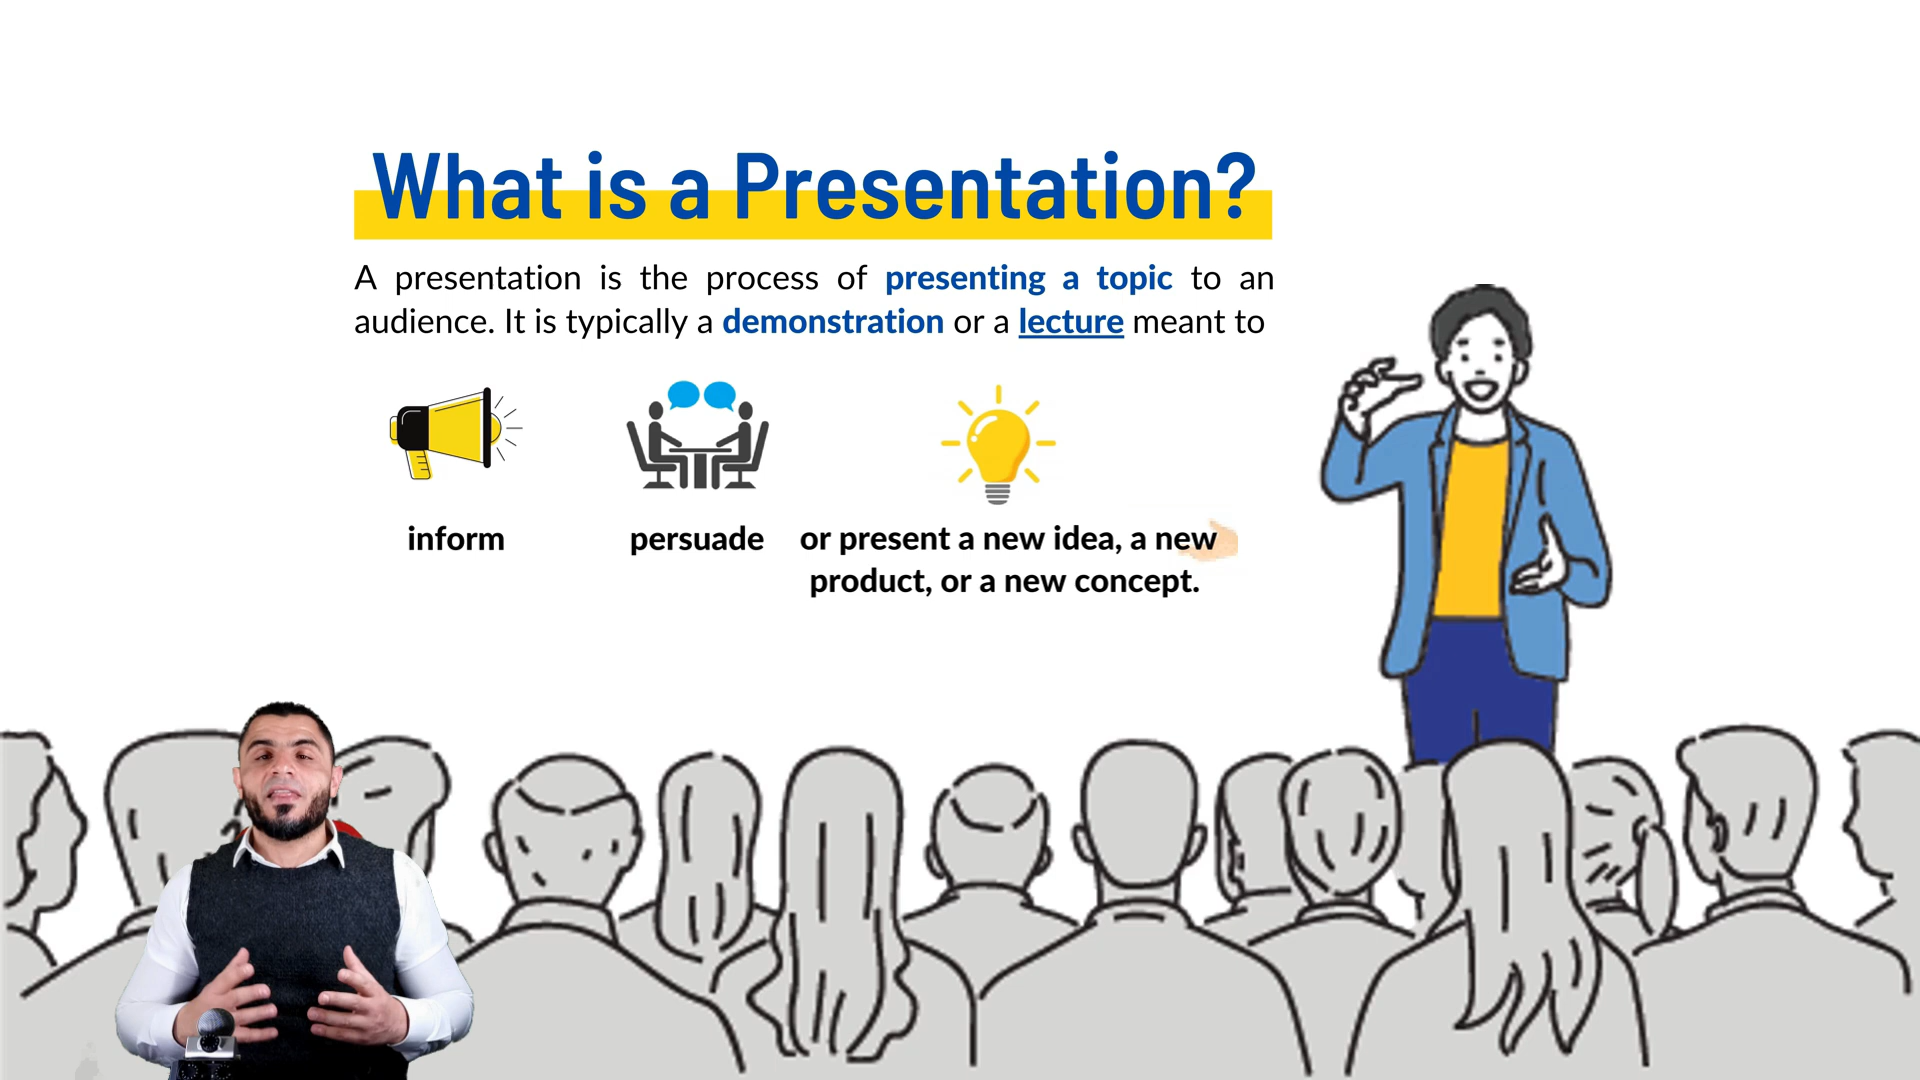 What is a Presentation?
A presentation is the process of presenting a topic to an
audience. It is typically a demonstration or a lecture meant to
inform
persuade
or present a new idea, a new
product, or a new concept.